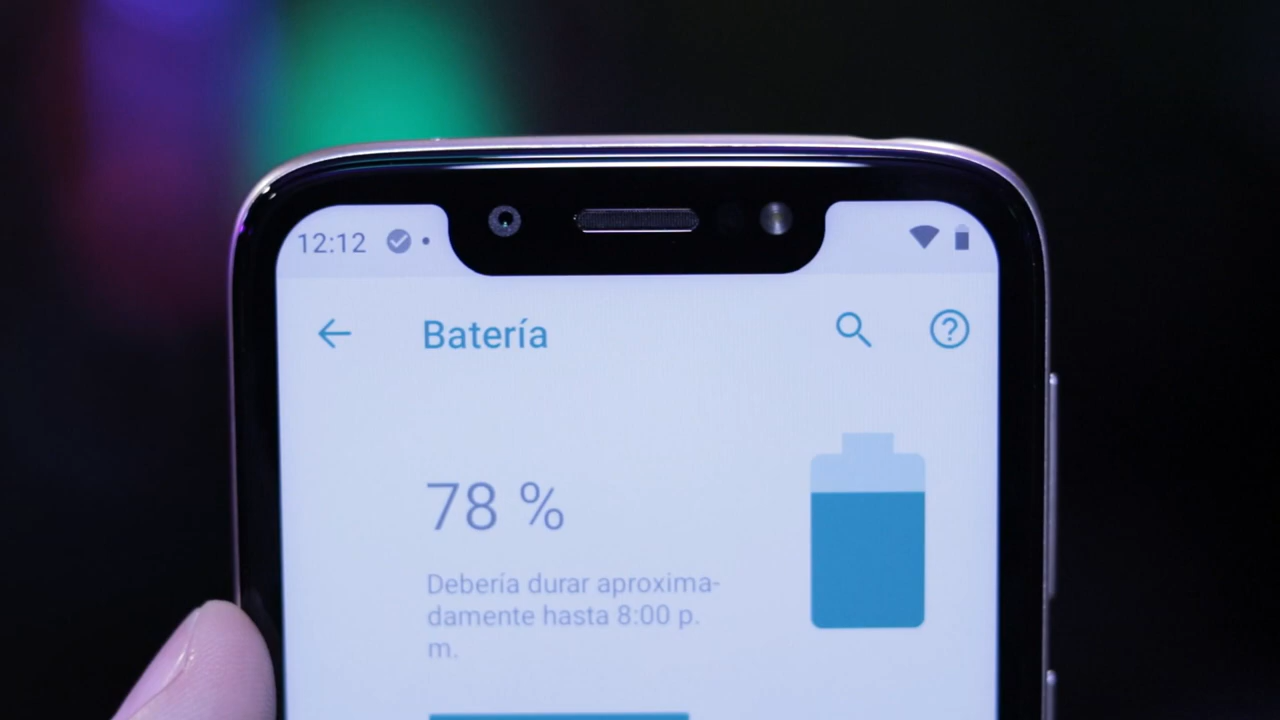 12:12
Batería
78 %
Debería durar aproxima-
damente hasta 8:00 p.
m.